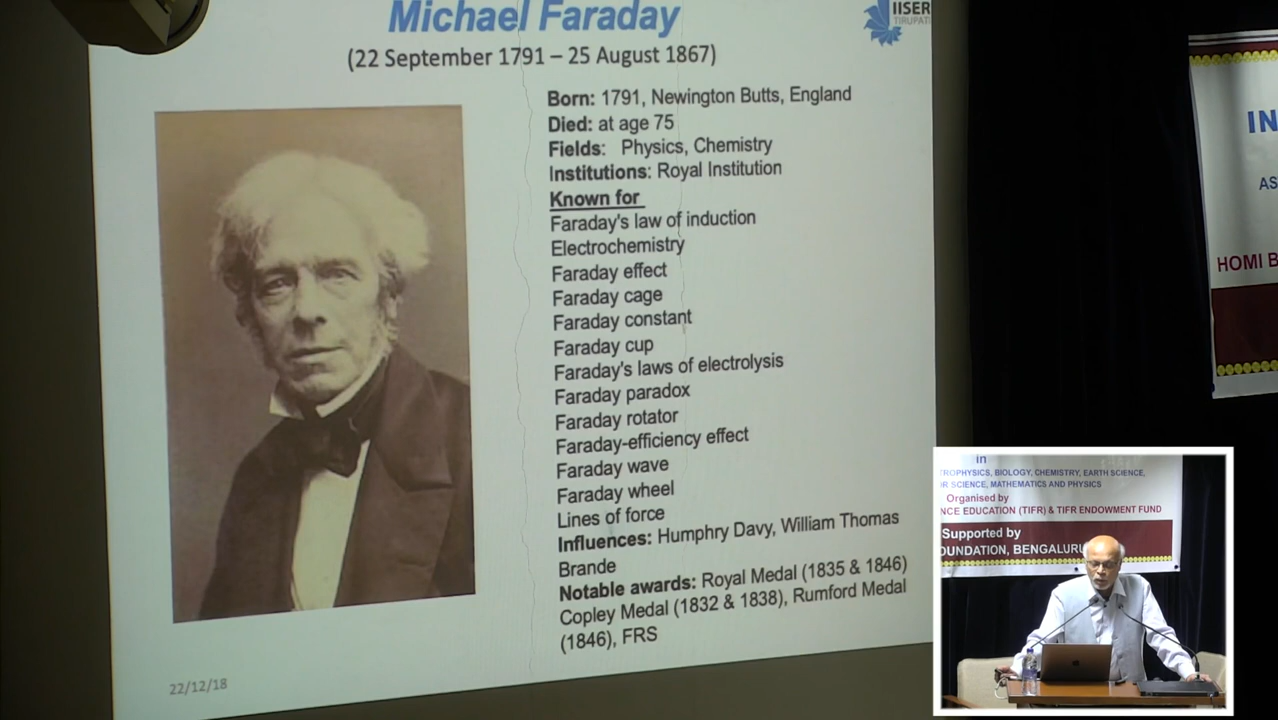 Michael Faraday
IISER
TIRUPATI
(22 September 1791 – 25 August 1867)
Born: 1791, Newington Butts, England
Died: at age 75
Fields: Physics, Chemistry
Institutions: Royal Institution
Known for
Faraday's law of induction
Electrochemistry
Faraday effect
Faraday cage
Faraday constant
Faraday cup
Faraday's laws of electrolysis
Faraday paradox
Faraday rotator
Faraday-efficiency effect
Faraday wave
Faraday wheel
Lines of force
Influences: Humphry Davy, William Thomas
Brande
Notable awards: Royal Medal (1835 & 1846)
Copley Medal (1832 & 1838), Rumford Medal
(1846), FRS
22/12/18
IN
AS
HOMI B
in
TROPHYSICS, BIOLOGY, CHEMISTRY, EARTH SCIENCE,
R SCIENCE, MATHEMATICS AND PHYSICS
Organised by
NCE EDUCATION (TIFR) & TIFR ENDOWMENT FUND
Supported by
OUNDATION, BENGALURU